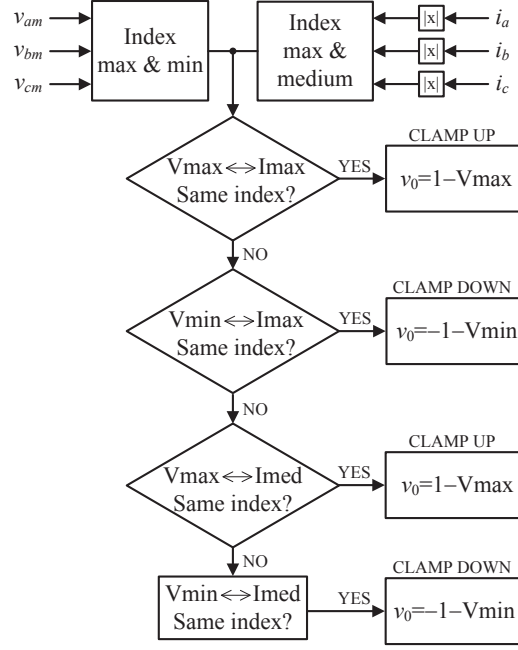 v_am
v_bm
v_cm
Index
max & min
Index
max &
medium
|x|
|x|
|x|
i_a
i_b
i_c
Vmax↔Imax
Same index?
YES
CLAMP UP
v_0=1–Vmax
NO
Vmin↔Imax
Same index?
YES
CLAMP DOWN
v_0=–1–Vmin
NO
Vmax↔Imed
Same index?
YES
CLAMP UP
v_0=1–Vmax
NO
Vmin↔Imed
Same index?
YES
CLAMP DOWN
v_0=–1–Vmin